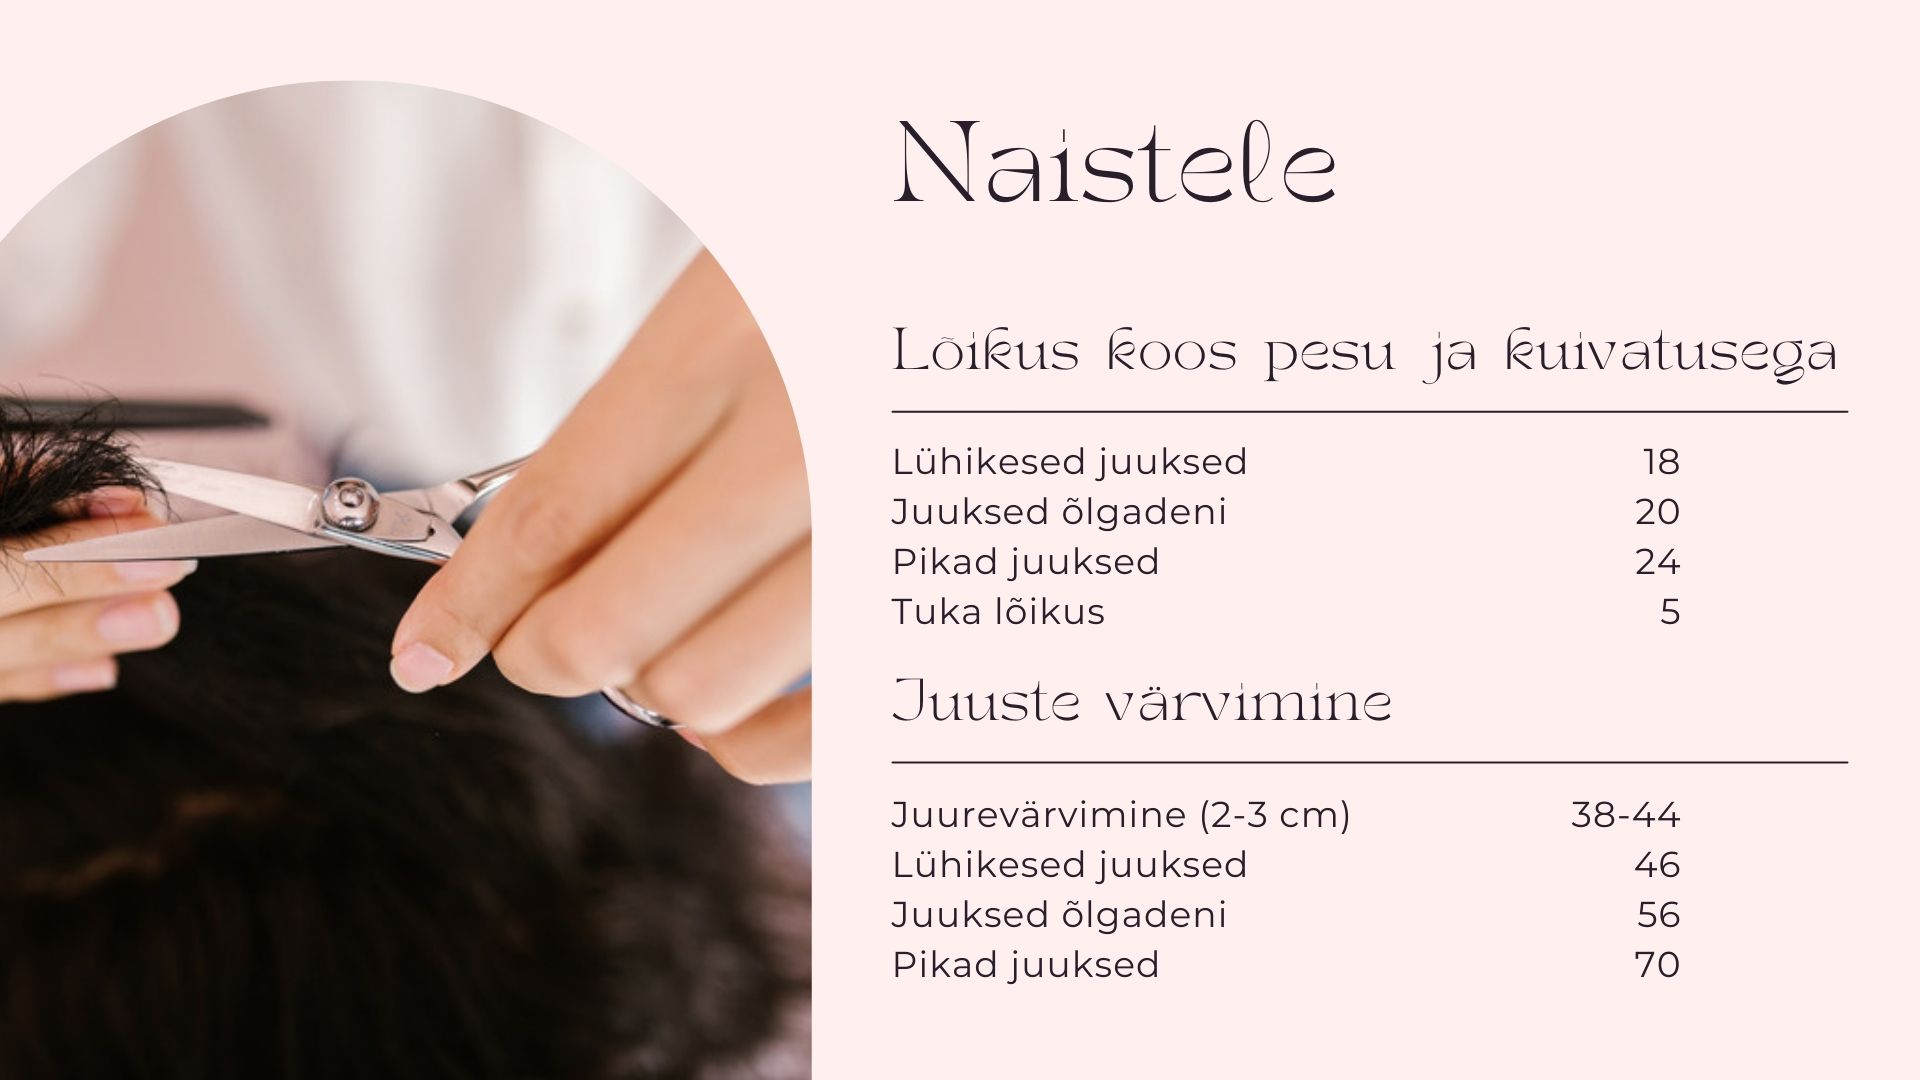 Naistele
Lõikus koos pesu ja kuivatusega
Lühikesed juuksed 18
Juuksed õlgadeni 20
Pikad juuksed 24
Tuka lõikus 5
Juuste värvimine
Juurevärvimine (2-3 cm) 38-44
Lühikesed juuksed 46
Juuksed õlgadeni 56
Pikad juuksed 70